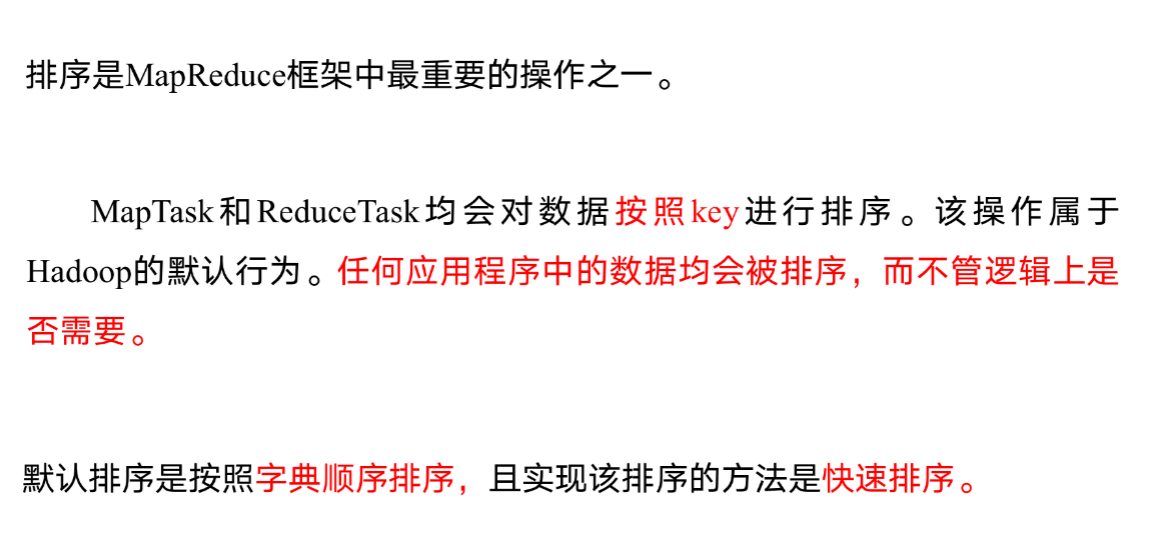 排序是MapReduce框架中最重要的操作之一。
MapTask和ReduceTask均会对数据按照key进行排序。该操作属于
Hadoop的默认行为。任何应用程序中的数据均会被排序，而不管逻辑上是
否需要。
默认排序是按照字典顺序排序，且实现该排序的方法是快速排序。